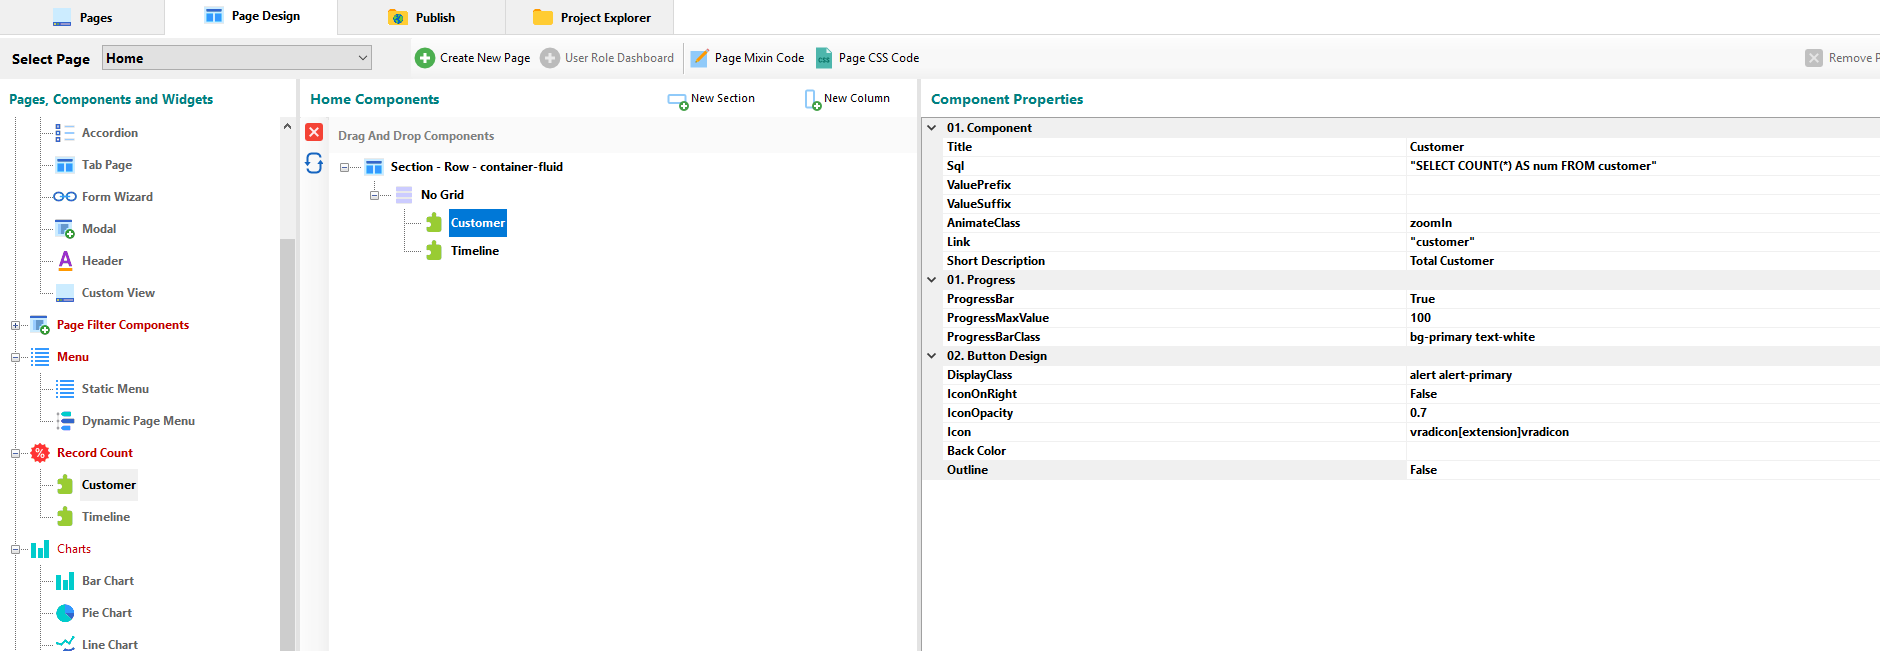 Pages
Page Design
Publish
Project Explorer
Select Page
Home
Create New Page
User Role Dashboard
Page Mixin Code
CSS
Page CSS Code
Remove P
Pages, Components and Widgets
Accordion
Tab Page
Form Wizard
Modal
A Header
Custom View
Page Filter Components
Menu
Static Menu
Dynamic Page Menu
% Record Count
Customer
Timeline
Charts
Bar Chart
Pie Chart
Line Chart
Home Components
New Section
New Column
Drag And Drop Components
Section - Row - container-fluid
No Grid
Customer
Timeline
Component Properties
01. Component
Title Customer
Sql "SELECT COUNT(*) AS num FROM customer"
ValuePrefix
ValueSuffix
AnimateClass zoomIn
Link "customer"
Short Description Total Customer
01. Progress
ProgressBar True
ProgressMaxValue 100
ProgressBarClass bg-primary text-white
02. Button Design
DisplayClass alert alert-primary
IconOnRight False
IconOpacity 0.7
Icon vradicon[extension]vradicon
Back Color
Outline False